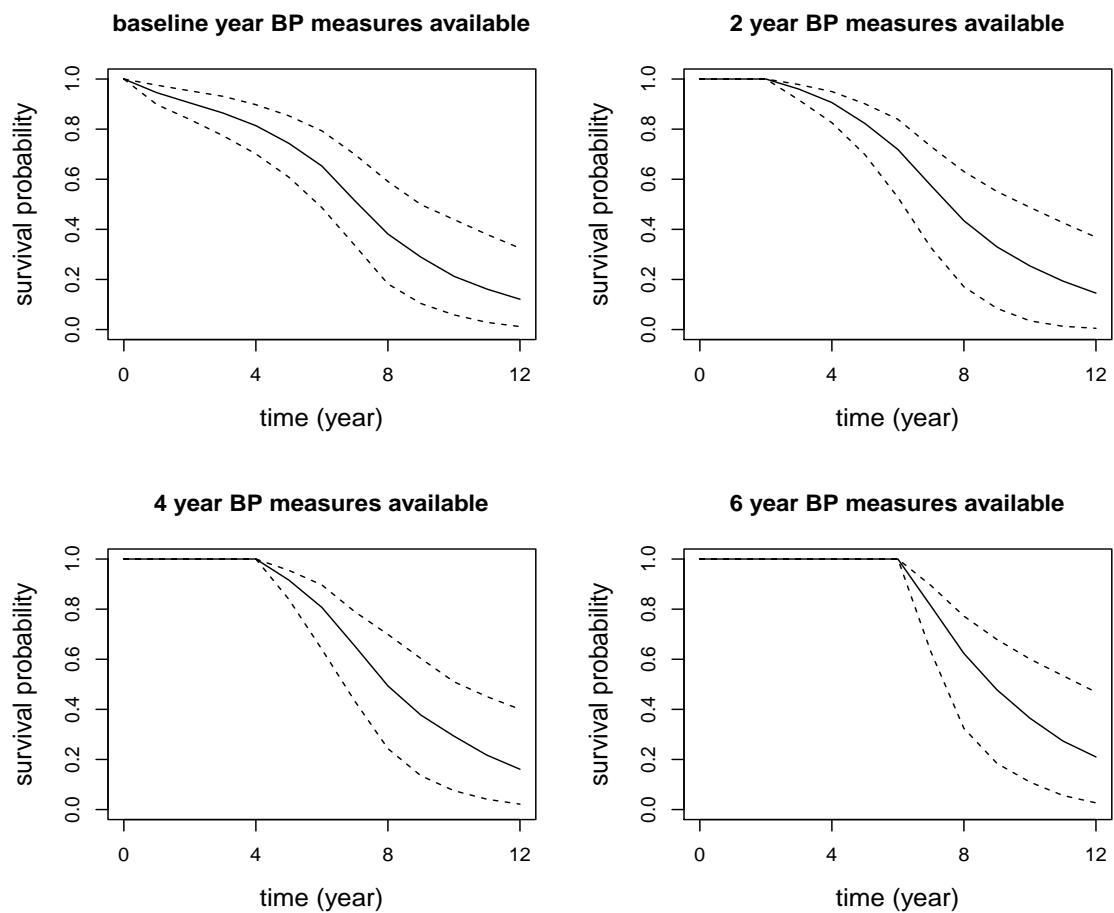 baseline year BP measures available
survival probability
0.0 0.2 0.4 0.6 0.8 1.0
0 4 8 12
time (year)
2 year BP measures available
survival probability
0.0 0.2 0.4 0.6 0.8 1.0
0 4 8 12
time (year)
4 year BP measures available
survival probability
0.0 0.2 0.4 0.6 0.8 1.0
0 4 8 12
time (year)
6 year BP measures available
survival probability
0.0 0.2 0.4 0.6 0.8 1.0
0 4 8 12
time (year)